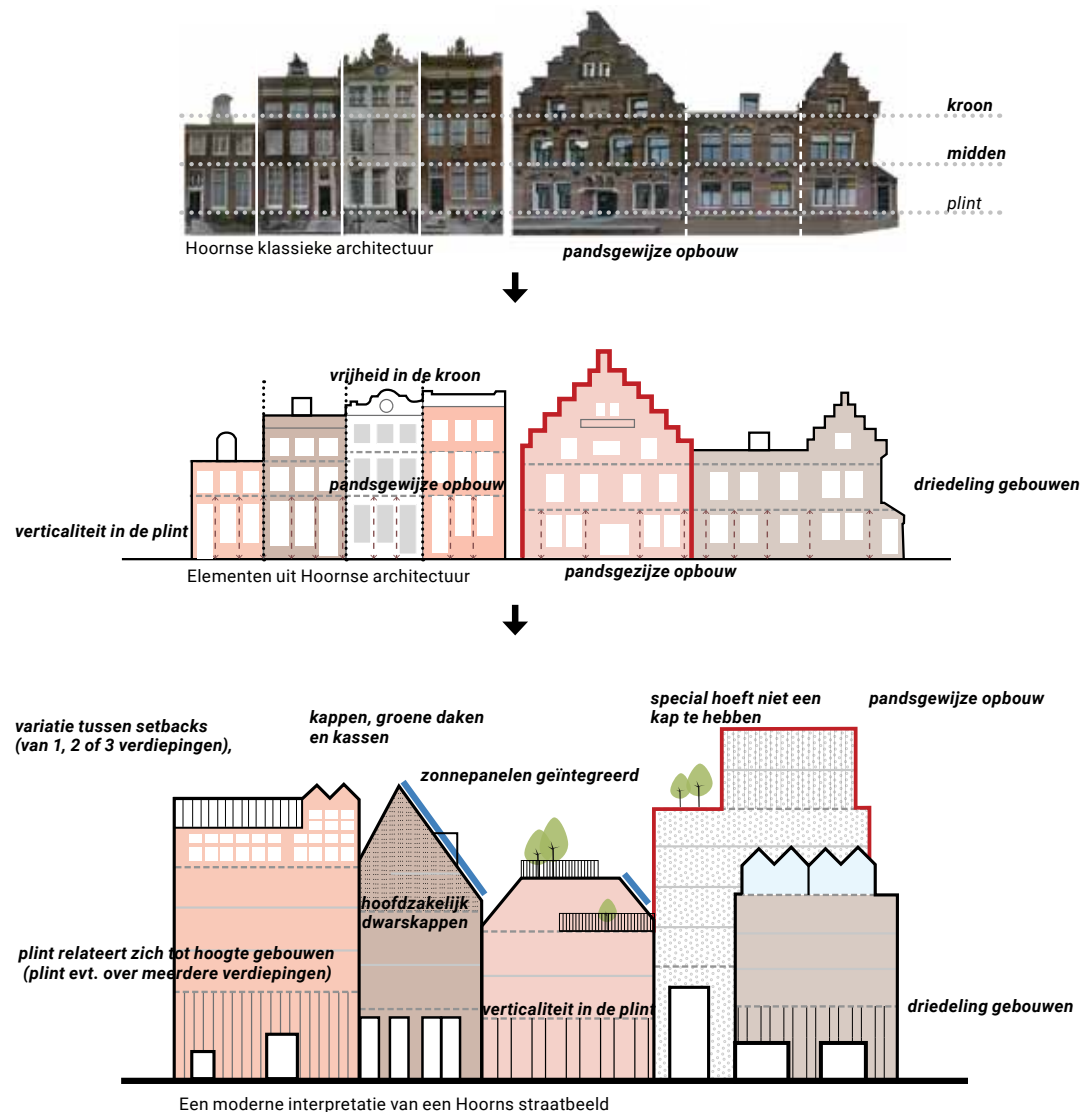 kroon
midden
plint
Hoornse klassieke architectuur
pandsgewijze opbouw
vrijheid in de kroon
pandsgewijze opbouw
driedeling gebouwen
verticaliteit in de plint
Elementen uit Hoornse architectuur
pandsgezijze opbouw
variatie tussen setbacks
(van 1, 2 of 3 verdiepingen),
kappen, groene daken
en kassen
special hoeft niet een
kap te hebben
pandsgewijze opbouw
zonnepanelen geïntegreerd
hoofdzakelijk
dwarskappen
plint relateert zich tot hoogte gebouwen
(plint evt. over meerdere verdiepingen)
verticaliteit in de plint
driedeling gebouwen
Een moderne interpretatie van een Hoorns straatbeeld